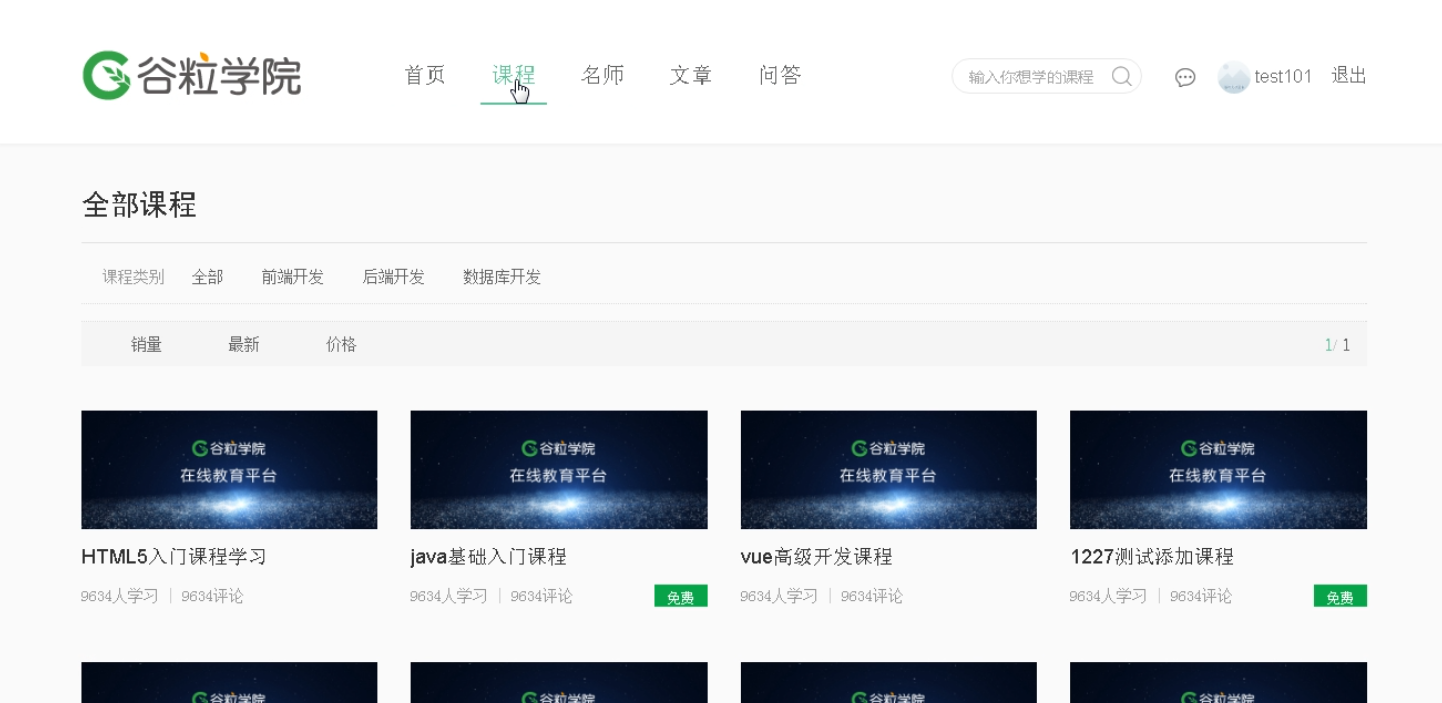 谷粒学院 首页 课程 名师 文章 问答 输入你想学的课程 test101 退出
全部课程
课程类别 全部 前端开发 后端开发 数据库开发
销量 最新 价格 1/ 1
谷粒学院 谷粒学院 谷粒学院 谷粒学院
在线教育平台 在线教育平台 在线教育平台 在线教育平台
HTML5入门课程学习 java基础入门课程 vue高级开发课程 1227测试添加课程
9634人学习 | 9634评论 9634人学习 | 9634评论 免费 9634人学习 | 9634评论 9634人学习 | 9634评论 免费
谷粒学院 谷粒学院 谷粒学院 谷粒学院